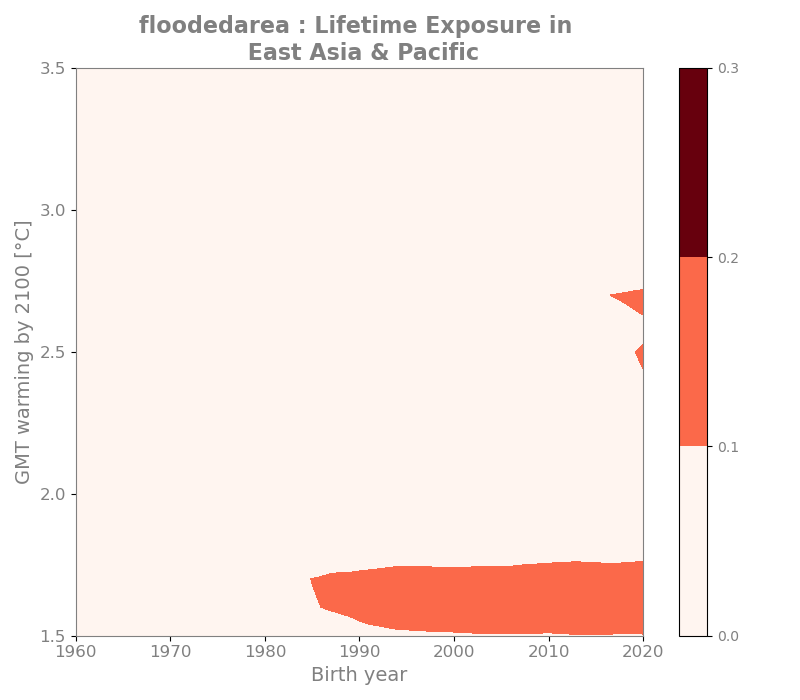 floodedarea : Lifetime Exposure in
East Asia & Pacific
3.5
3.0
2.5
2.0
1.5
GMT warming by 2100 [°C]
1960 1970 1980 1990 2000 2010 2020
Birth year
0.3
0.2
0.1
0.0